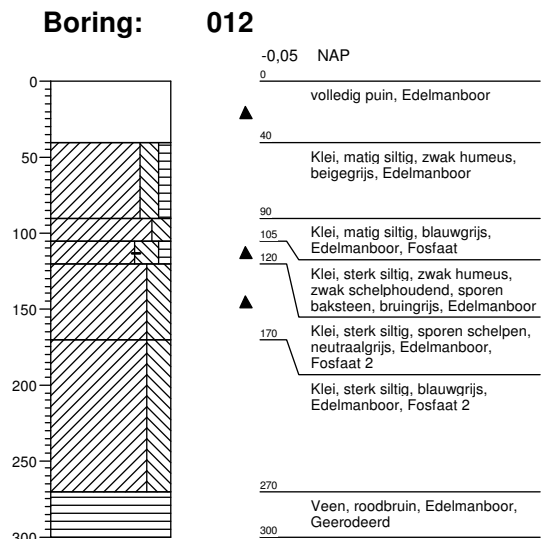 Boring: 012
-0,05 NAP
0
volledig puin, Edelmanboor
40
Klei, matig siltig, zwak humeus,
beigegrijs, Edelmanboor
90
Klei, matig siltig, blauwgrijs,
Edelmanboor, Fosfaat
105
120
Klei, sterk siltig, zwak humeus,
zwak schelphoudend, sporen
baksteen, bruingrijs, Edelmanboor
Klei, sterk siltig, sporen schelpen,
neutraalgrijs, Edelmanboor,
Fosfaat 2
170
Klei, sterk siltig, blauwgrijs,
Edelmanboor, Fosfaat 2
270
Veen, roodbruin, Edelmanboor,
Geerodeerd
300
0
50
100
150
200
250
300